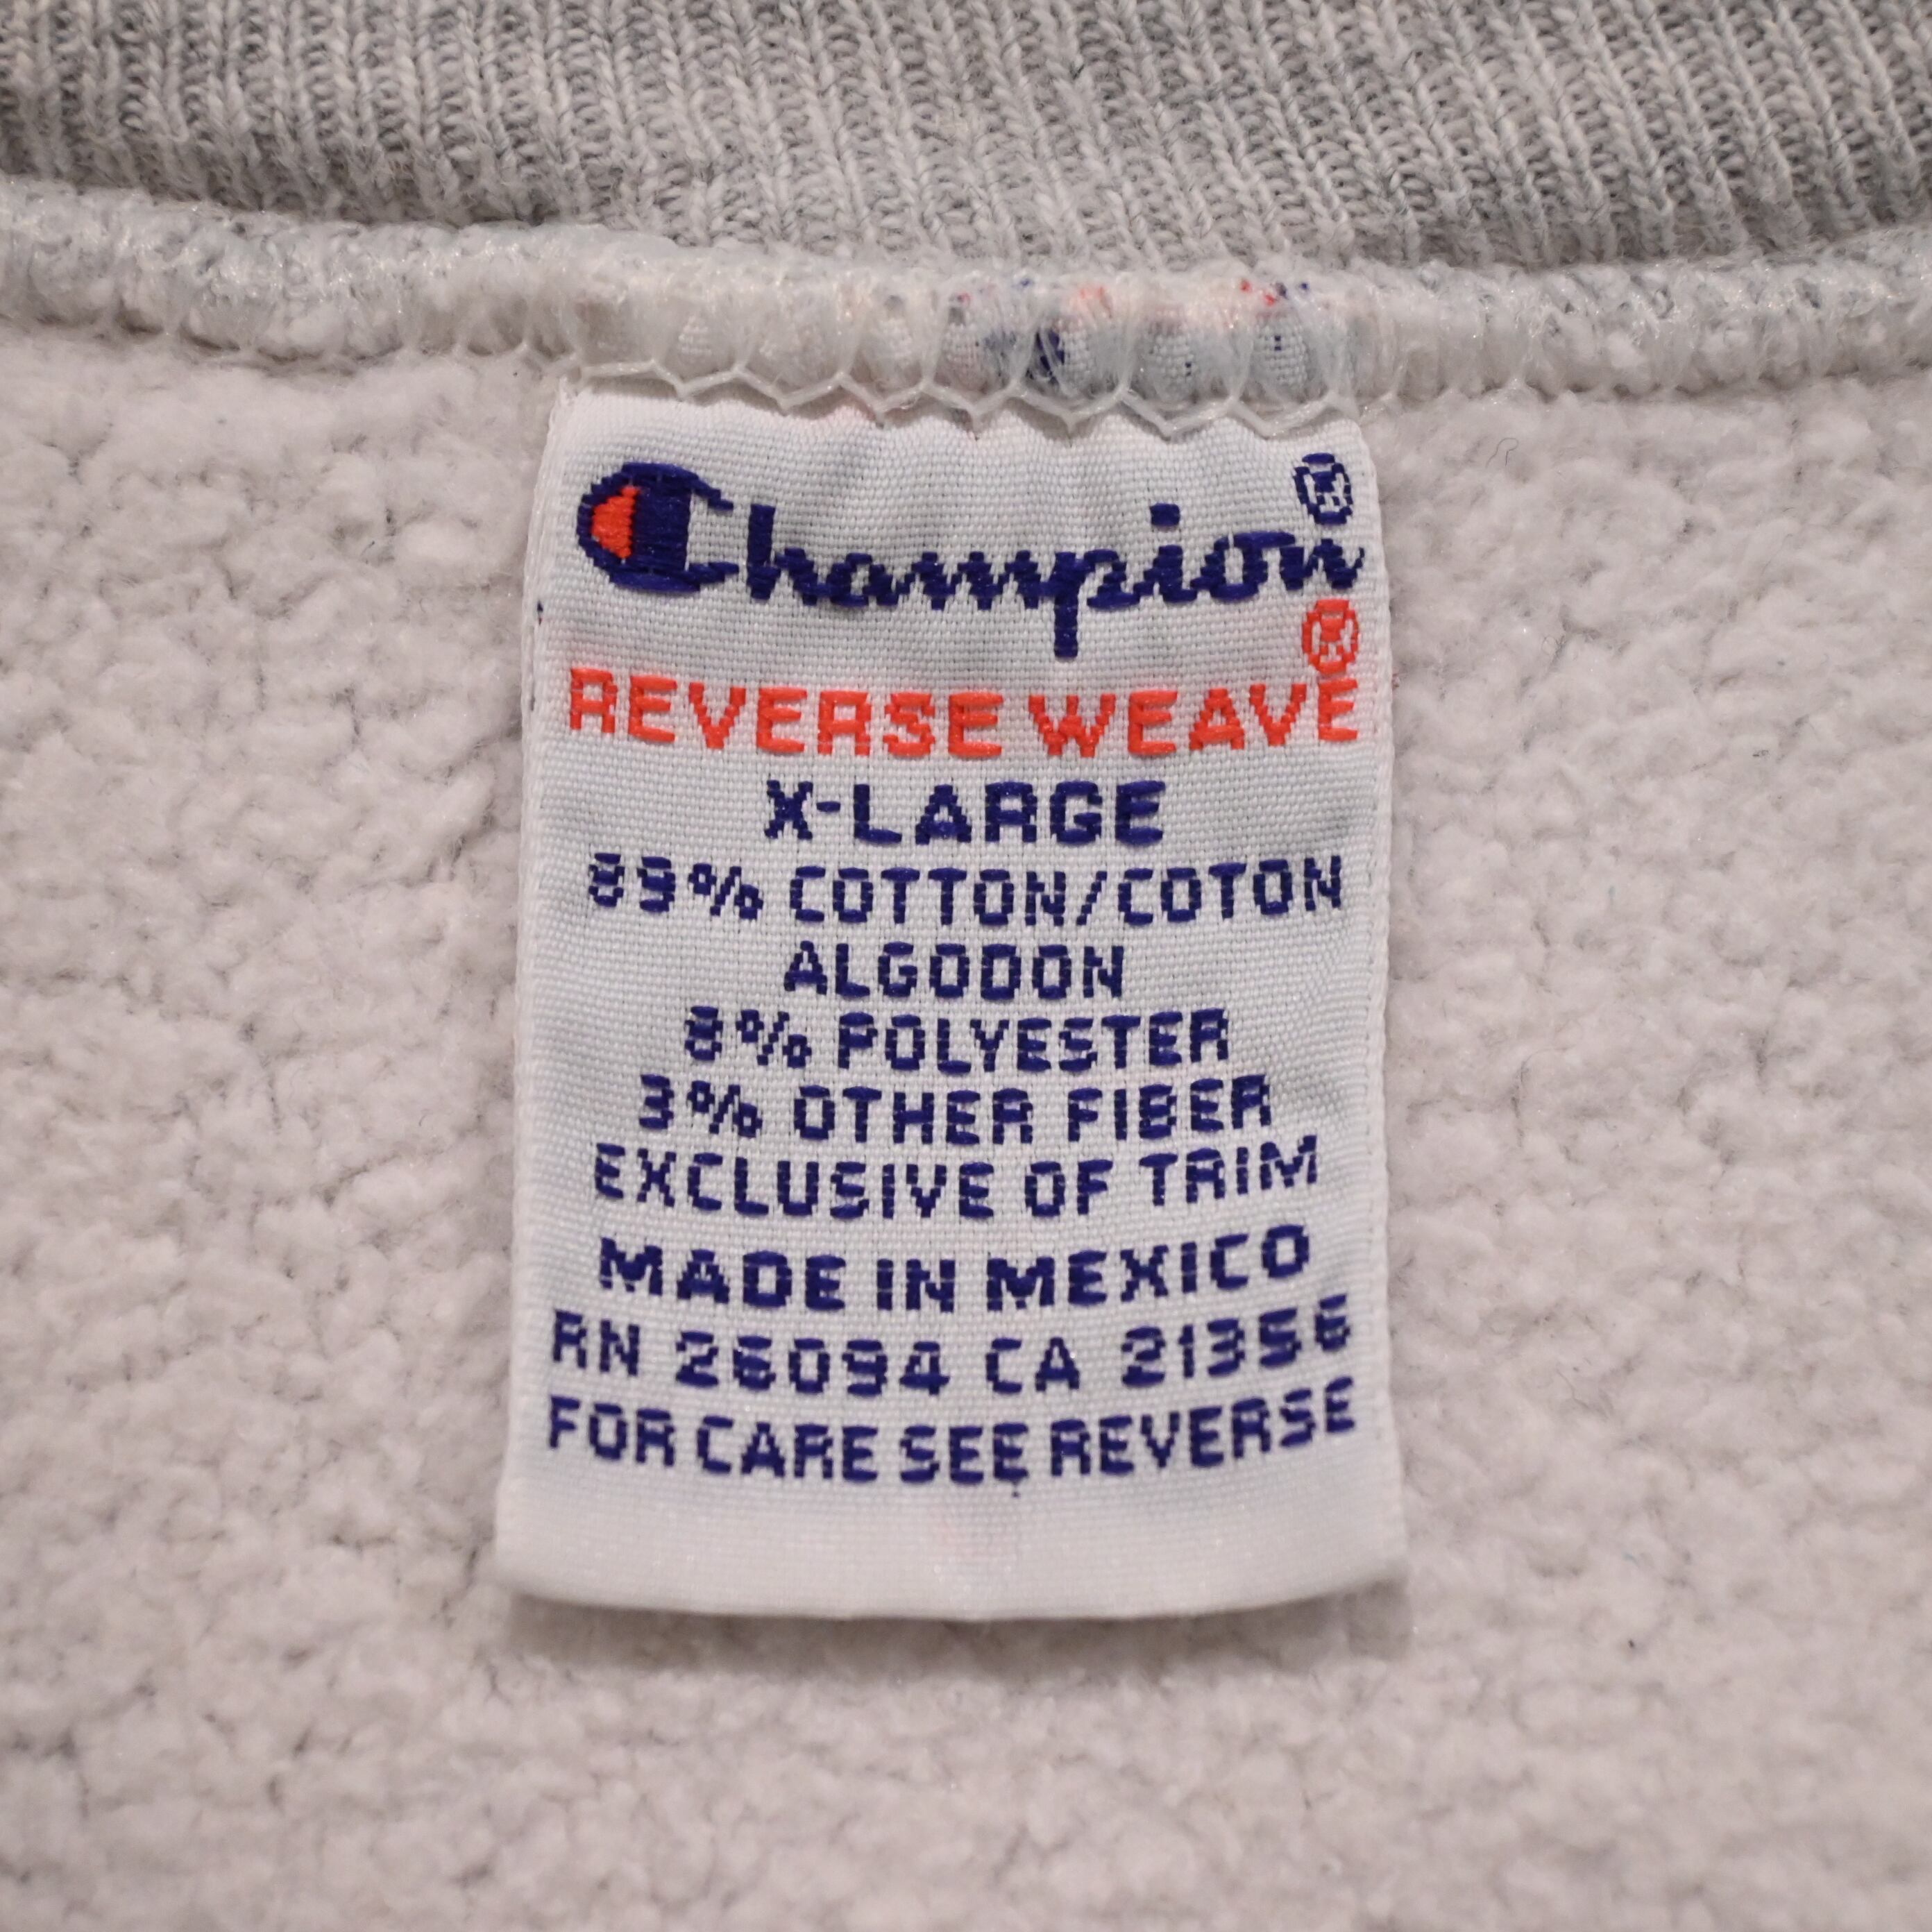 Champion®
REVERSE WEAVE®
X-LARGE
89% COTTON/COTON
ALGODON
8% POLYESTER
3% OTHER FIBER
EXCLUSIVE OF TRIM
MADE IN MEXICO
RN 26094 CA 21356
FOR CARE SEE REVERSE